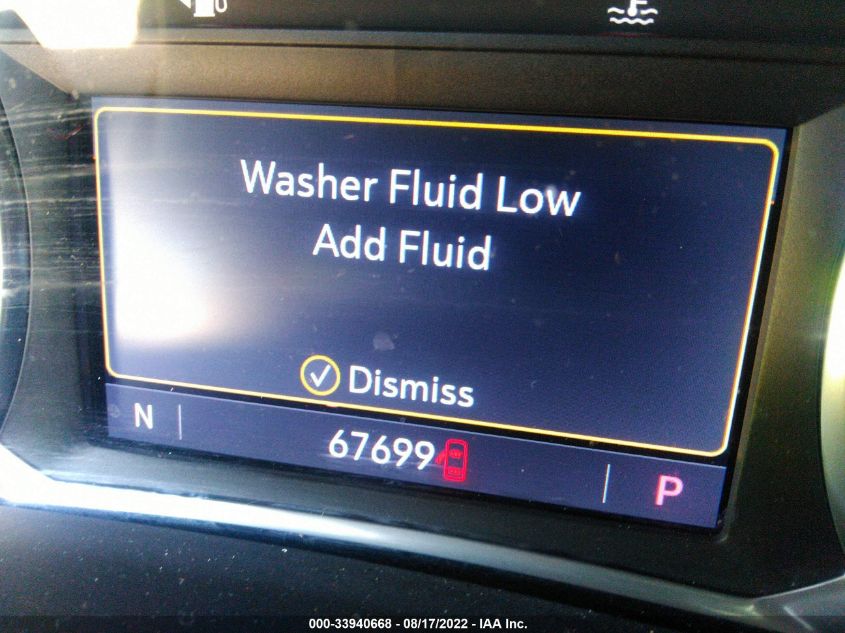 F
Washer Fluid Low
Add Fluid
Dismiss
N
67699
P
000-33940668 - 08/17/2022 - IAA Inc.